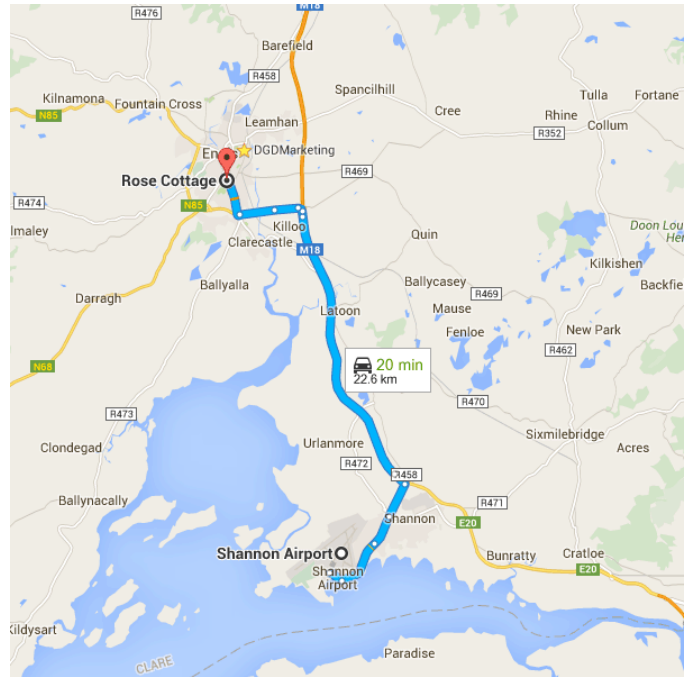 M18
R476
Barefield
R458
Kilnamona
Fountain Cross
Spancilhill
Tulla
Fortane
N85
Leamhan
Cree
Rhine
Collum
R352
DGDMarketing
R469
Rose Cottage
R474
N85
Killoo
Clarecastle
Quin
Doon Lou
M18
Kilkishen
Ballyalla
Ballycasey
R469
Backfie
Darragh
Latoon
Mause
Fenloe
New Park
R462
N68
20 min
22.6 km
R473
R470
Clondegad
Urlanmore
Sixmilebridge
Acres
R472
R458
Ballynacally
R471
Shannon
E20
Shannon Airport
Bunratty
Cratloe
Shannon
Airport
E20
Kildysart
CLARE
Paradise